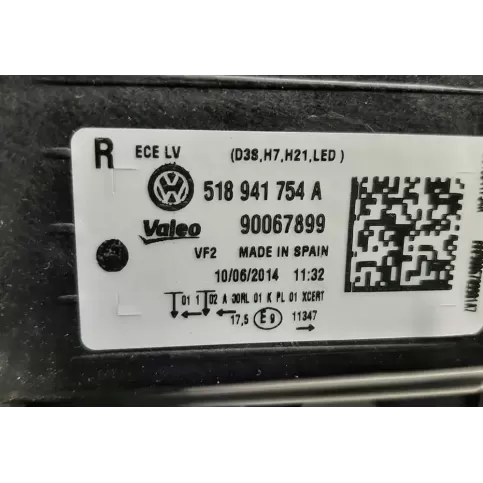 R ECE LV (D3S,H7,H21,LED)
518 941 754 A
Valeo 90067899
VF2 MADE IN SPAIN
10/06/2014 11:32
01 1 02 A 30RL 01 K PL 01 XCERT
17,5 E9 11347